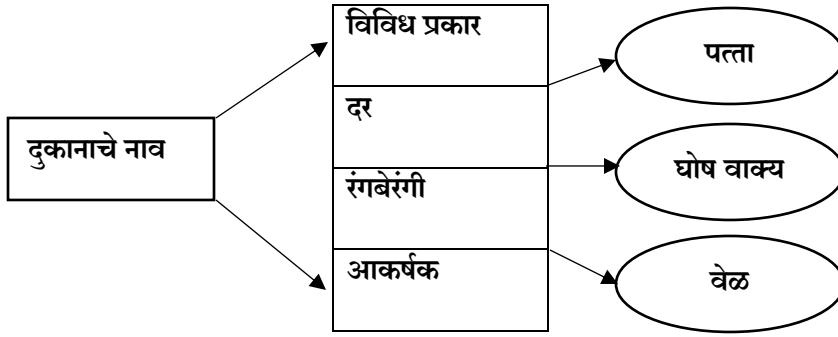 दुकानाचे नाव
विविध प्रकार
दर
रंगबेरंगी
आकर्षक
पत्ता
घोष वाक्य
वेळ